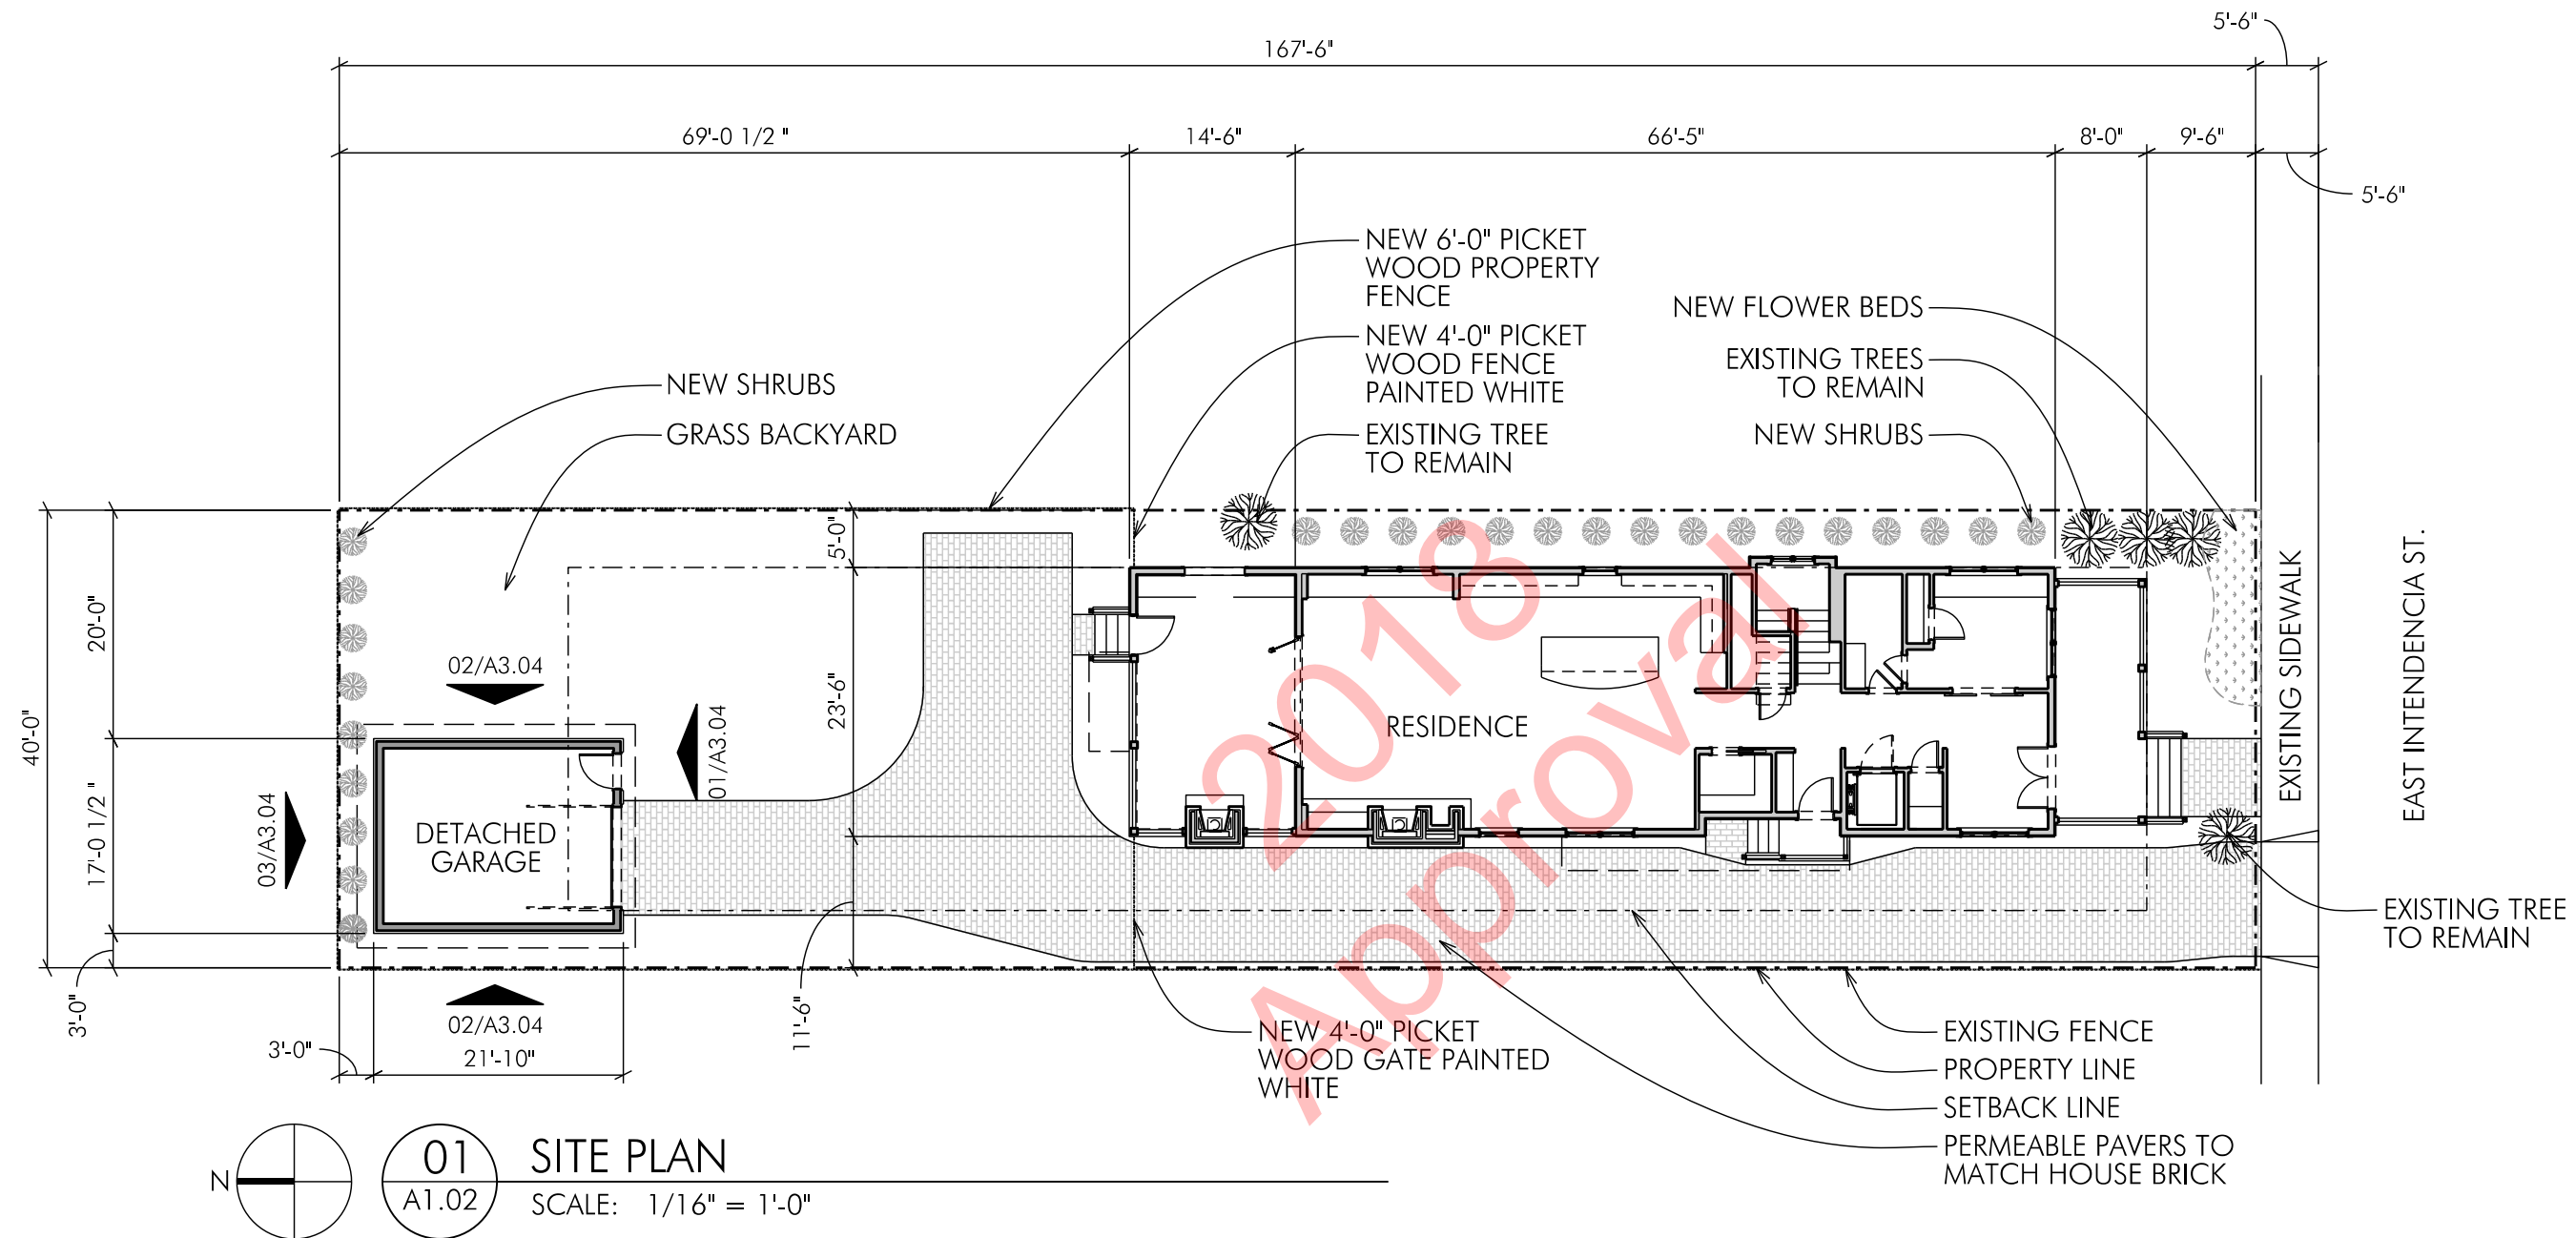 5'-6"
167'-6"
69'-0 1/2 "
14'-6"
66'-5"
8'-0"
9'-6"
5'-6"
NEW 6'-0" PICKET
WOOD PROPERTY
FENCE
NEW 4'-0" PICKET
WOOD FENCE
PAINTED WHITE
EXISTING TREE
TO REMAIN
NEW FLOWER BEDS
EXISTING TREES
TO REMAIN
NEW SHRUBS
NEW SHRUBS
GRASS BACKYARD
40'-0"
20'-0"
17'-0 1/2 "
3'-0"
02/A3.04
01/A3.04
03/A3.04
02/A3.04
DETACHED
GARAGE
3'-0"
21'-10"
5'-0"
23'-6"
11'-6"
RESIDENCE
2018
Approval
EXISTING SIDEWALK
EAST INTENDENCIA ST.
EXISTING TREE
TO REMAIN
NEW 4'-0" PICKET
WOOD GATE PAINTED
WHITE
EXISTING FENCE
PROPERTY LINE
SETBACK LINE
PERMEABLE PAVERS TO
MATCH HOUSE BRICK
N
01
A1.02
SITE PLAN
SCALE: 1/16" = 1'-0"